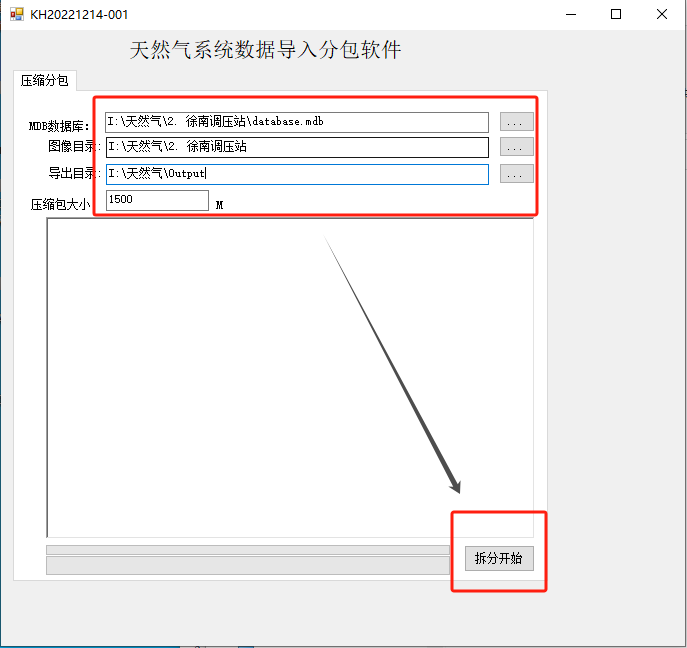 KH20221214-001
天然气系统数据导入分包软件
压缩分包
MDB数据库: I:\天然气\2. 徐南调压站\database.mdb ...
图像目录: I:\天然气\2. 徐南调压站 ...
导出目录: I:\天然气\Output ...
压缩包大小 1500 M
拆分开始